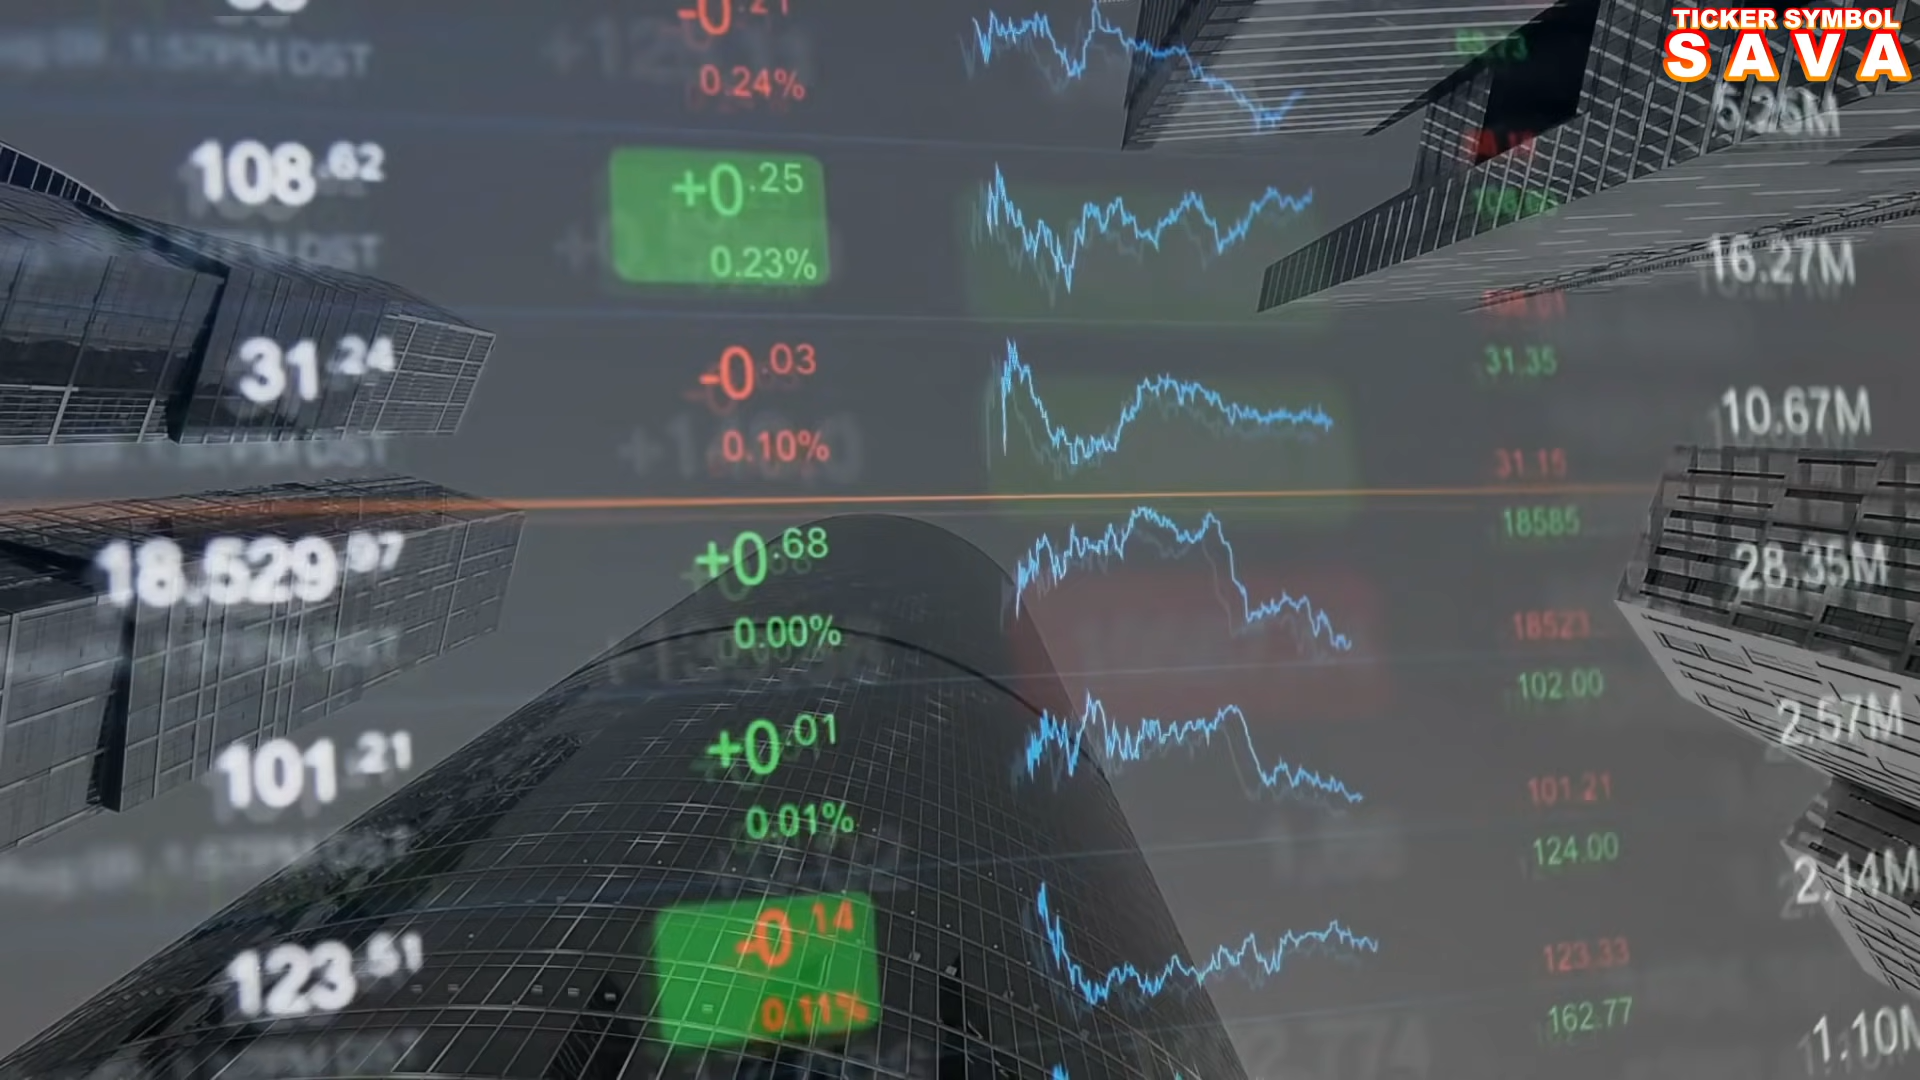 TICKER SYMBOL
SAVA
-0.21
0.24%
5.25M
108.62
+0.25
0.23%
16.27M
31.24
-0.03
0.10%
31.35
10.67M
31.15
18.529.97
+0.68
0.00%
18585
28.35M
18523
101.21
+0.01
0.01%
102.00
2.57M
101.21
123.51
-0.14
0.11%
124.00
2.14M
123.33
162.77
1.10M